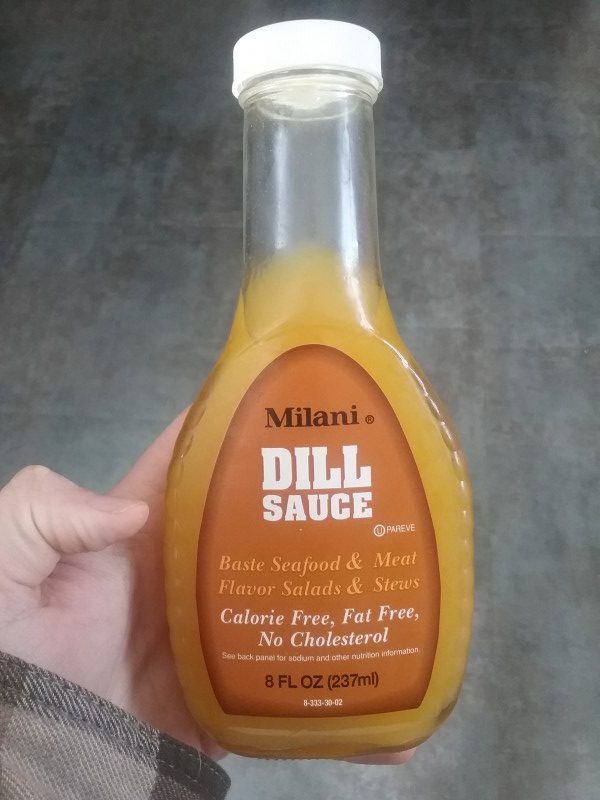 Milani ®
DILL
SAUCE
Ⓤ PAREVE
Baste Seafood & Meat
Flavor Salads & Stews
Calorie Free, Fat Free,
No Cholesterol
See back panel for sodium and other nutrition information.
8 FL OZ (237ml)
8-333-30-02